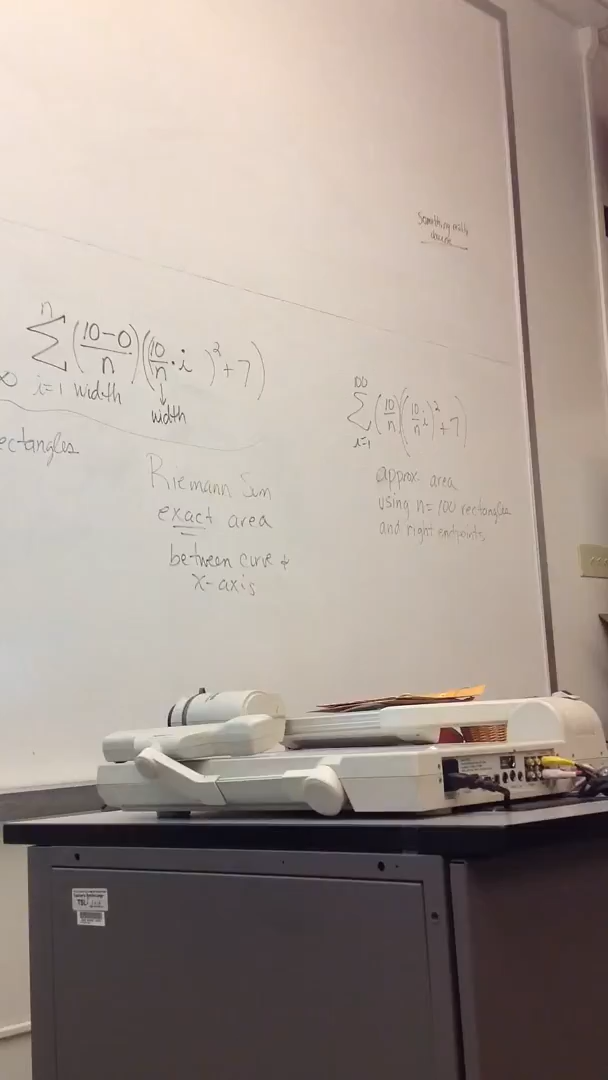 Something really
n
∑ (10-0/n)((10/n · i)² + 7)
∞ i=1 width
width
ectangles
Riemann Sum
exact area
between curve +
x-axis
100
∑ (10/n)((10/n i)² + 7)
i=1
approx. area
using n=100 rectangles
and right endpoints.